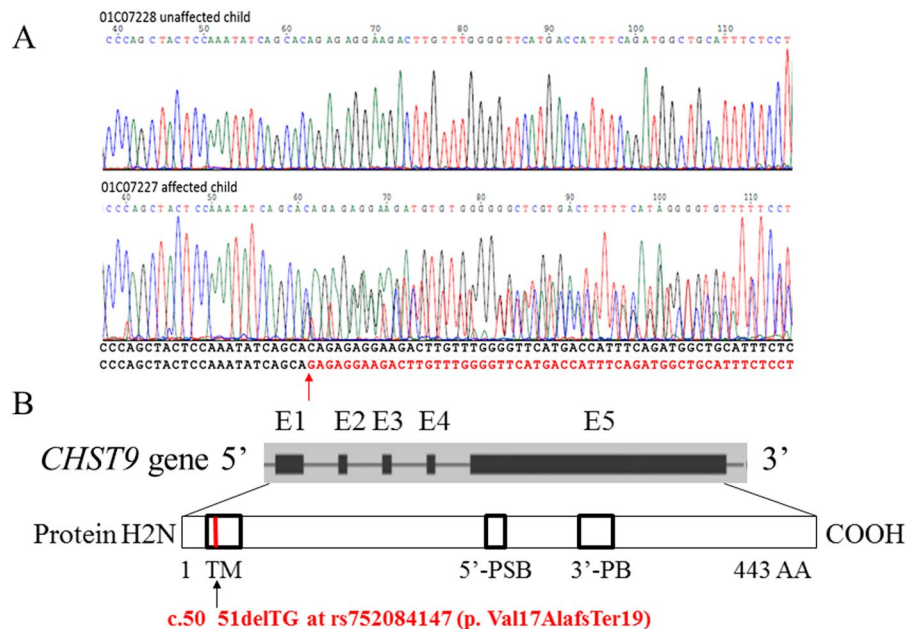 A
01C07228 unaffected child
40 50 60 70 80 90 100 110
CCCAGCTACTCCAAATATCAGCACAGAGAGGAAGACTTGTTTGGGGTTCATGACCATTTCAGATGGCTGCATTTCTCCT
01C07227 affected child
40 50 60 70 80 90 100 110
CCCAGCTACTCCAAATATCAGCACAGAGAGGAAGATGTGTGGGGGGCTCGTGACTTTTTCATAGGGGTGTTTTTCCT
CCCAGCTACTCCAAATATCAGCACAGAGAGGAAGACTTGTTTGGGGTTCATGACCATTTCAGATGGCTGCATTTCTC
CCCAGCTACTCCAAATATCAGCAGAGAGGAAGACTTGTTTGGGGTTCATGACCATTTCAGATGGCTGCATTTCTCCT
B
E1 E2 E3 E4 E5
CHST9 gene 5’ 3’
Protein H2N COOH
1 TM 5’-PSB 3’-PB 443 AA
c.50_51delTG at rs752084147 (p. Val17AlafsTer19)